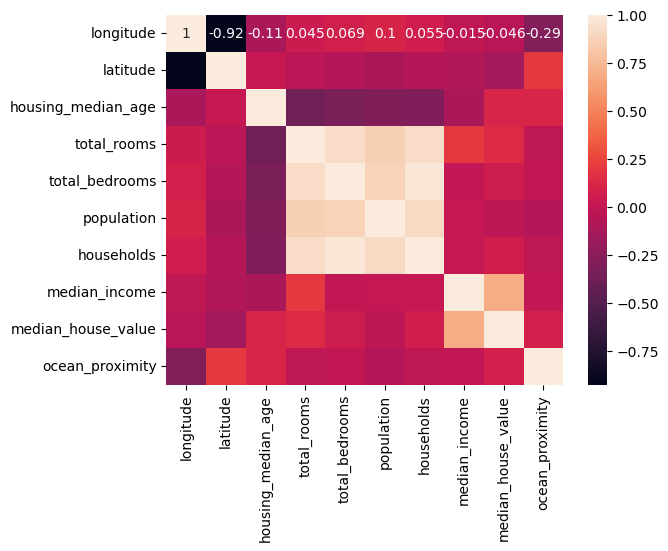 longitude 1 -0.92 -0.11 0.045 0.069 0.1 0.055 -0.015 -0.046 -0.29
latitude
housing_median_age
total_rooms
total_bedrooms
population
households
median_income
median_house_value
ocean_proximity
longitude
latitude
housing_median_age
total_rooms
total_bedrooms
population
households
median_income
median_house_value
ocean_proximity
1.00
0.75
0.50
0.25
0.00
-0.25
-0.50
-0.75